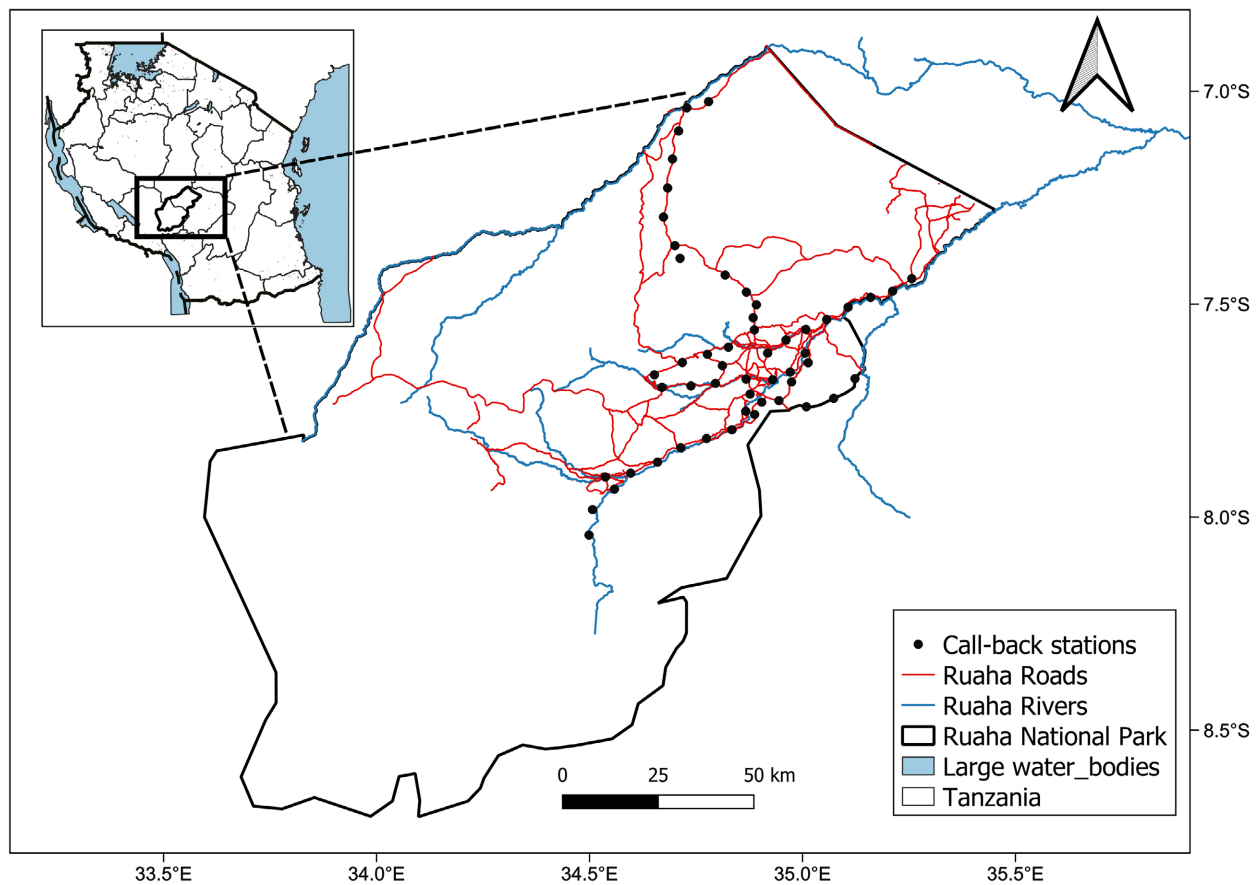 7.0°S
7.5°S
8.0°S
8.5°S
Call-back stations
Ruaha Roads
Ruaha Rivers
Ruaha National Park
Large water_bodies
Tanzania
0 25 50 km
33.5°E 34.0°E 34.5°E 35.0°E 35.5°E